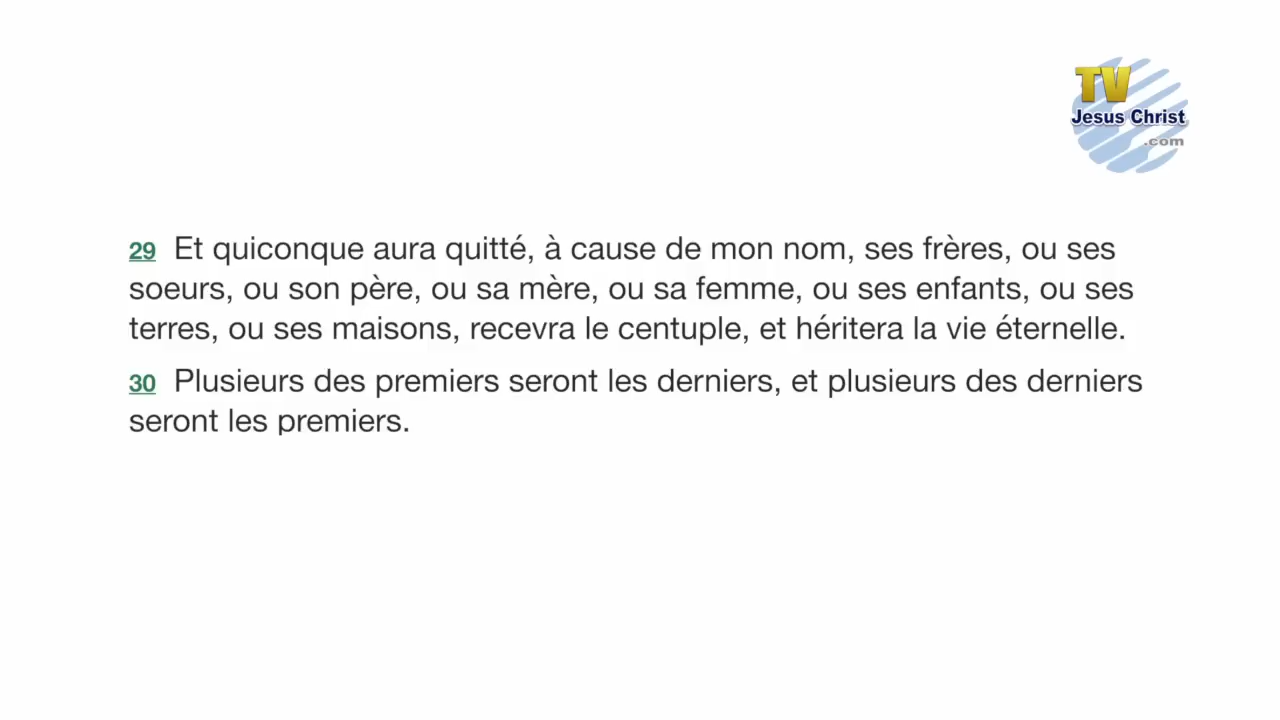 TV
Jesus Christ
.com
29 Et quiconque aura quitté, à cause de mon nom, ses frères, ou ses
soeurs, ou son père, ou sa mère, ou sa femme, ou ses enfants, ou ses
terres, ou ses maisons, recevra le centuple, et héritera la vie éternelle.
30 Plusieurs des premiers seront les derniers, et plusieurs des derniers
seront les premiers.